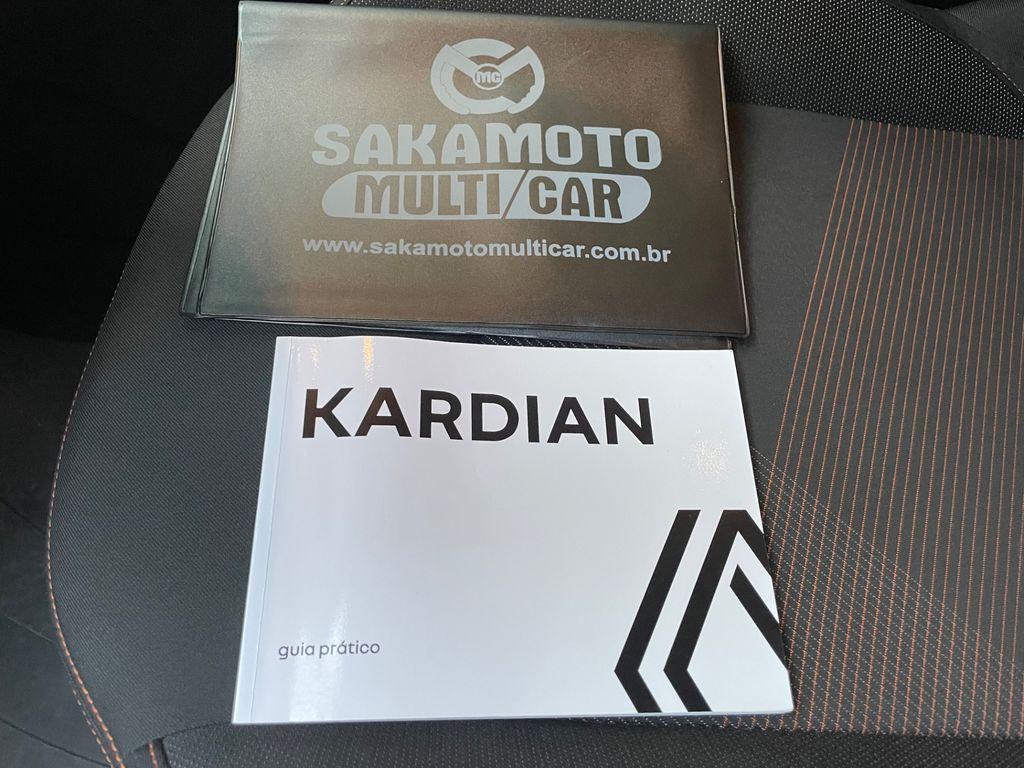 MC
SAKAMOTO
MULTI/CAR
www.sakamotomulticar.com.br
KARDIAN
guia prático